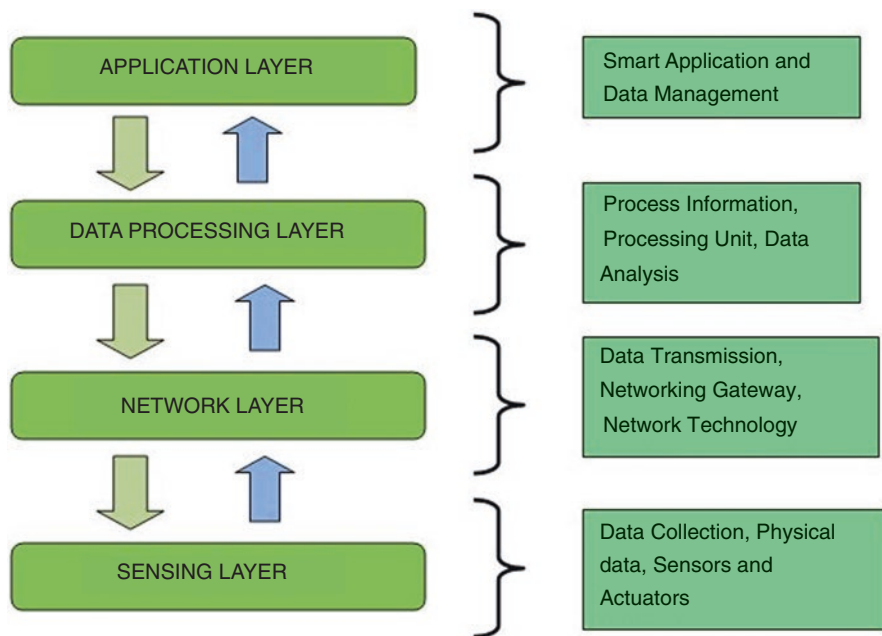 APPLICATION LAYER
Smart Application and
Data Management
DATA PROCESSING LAYER
Process Information,
Processing Unit, Data
Analysis
NETWORK LAYER
Data Transmission,
Networking Gateway,
Network Technology
SENSING LAYER
Data Collection, Physical
data, Sensors and
Actuators